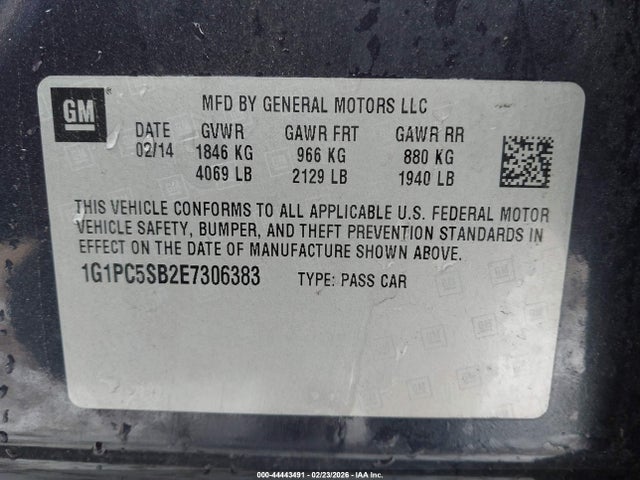 GM
MFD BY GENERAL MOTORS LLC
DATE GVWR GAWR FRT GAWR RR
02/14 1846 KG 966 KG 880 KG
4069 LB 2129 LB 1940 LB
THIS VEHICLE CONFORMS TO ALL APPLICABLE U.S. FEDERAL MOTOR
VEHICLE SAFETY, BUMPER, AND THEFT PREVENTION STANDARDS IN
EFFECT ON THE DATE OF MANUFACTURE SHOWN ABOVE.
1G1PC5SB2E7306383 TYPE: PASS CAR
000-44443491 - 02/23/2026 - IAAI.COM